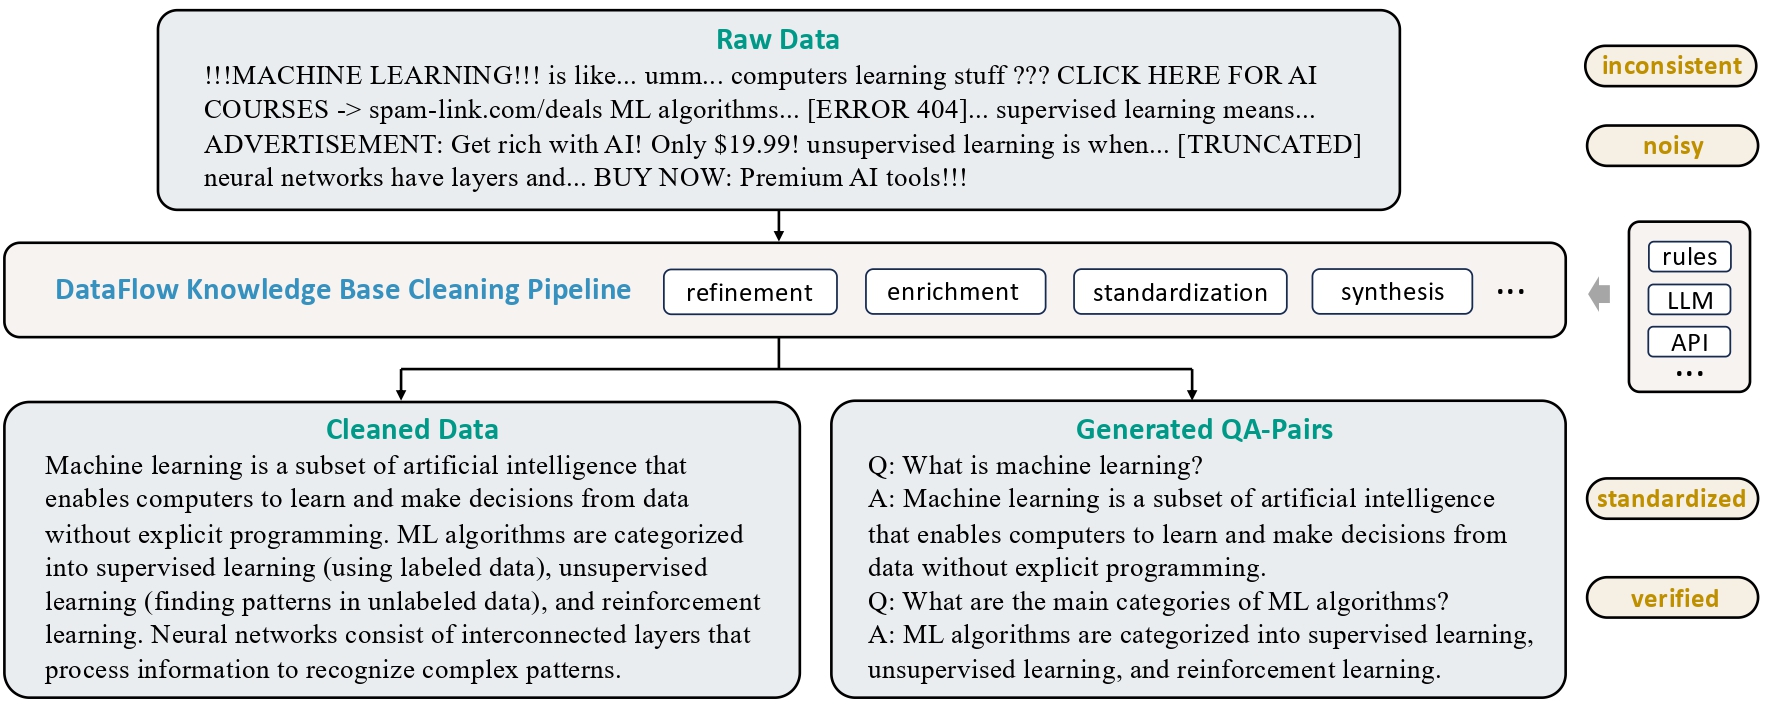 Raw Data
!!!MACHINE LEARNING!!! is like... umm... computers learning stuff ??? CLICK HERE FOR AI
COURSES -> spam-link.com/deals ML algorithms... [ERROR 404]... supervised learning means...
ADVERTISEMENT: Get rich with AI! Only $19.99! unsupervised learning is when... [TRUNCATED]
neural networks have layers and... BUY NOW: Premium AI tools!!!
inconsistent
noisy
DataFlow Knowledge Base Cleaning Pipeline
refinement
enrichment
standardization
synthesis
...
rules
LLM
API
...
Cleaned Data
Machine learning is a subset of artificial intelligence that
enables computers to learn and make decisions from data
without explicit programming. ML algorithms are categorized
into supervised learning (using labeled data), unsupervised
learning (finding patterns in unlabeled data), and reinforcement
learning. Neural networks consist of interconnected layers that
process information to recognize complex patterns.
Generated QA-Pairs
Q: What is machine learning?
A: Machine learning is a subset of artificial intelligence
that enables computers to learn and make decisions from
data without explicit programming.
Q: What are the main categories of ML algorithms?
A: ML algorithms are categorized into supervised learning,
unsupervised learning, and reinforcement learning.
standardized
verified